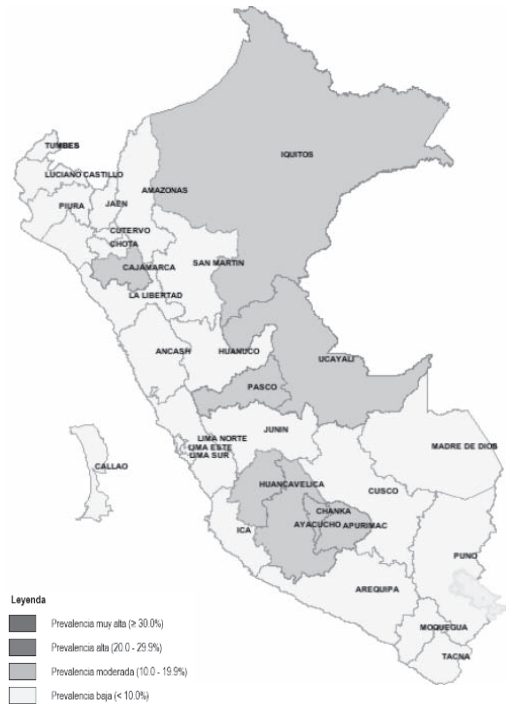 TUMBES
IQUITOS
LUCIANO CASTILLO
AMAZONAS
PIURA
JAEN
CUTERVO
CHOTA
CAJAMARCA
SAN MARTIN
LA LIBERTAD
ANCASH
HUANUCO
UCAYALI
PASCO
JUNIN
LIMA NORTE
LIMA ESTE
LIMA SUR
MADRE DE DIOS
CALLAO
HUANCAVELICA
CUSCO
CHANKA
AYACUCHO
APURIMAC
ICA
PUNO
AREQUIPA
MOQUEGUA
TACNA
Leyenda
Prevalencia muy alta (≥ 30.0%)
Prevalencia alta (20.0 - 29.9%)
Prevalencia moderada (10.0 - 19.9%)
Prevalencia baja (< 10.0%)